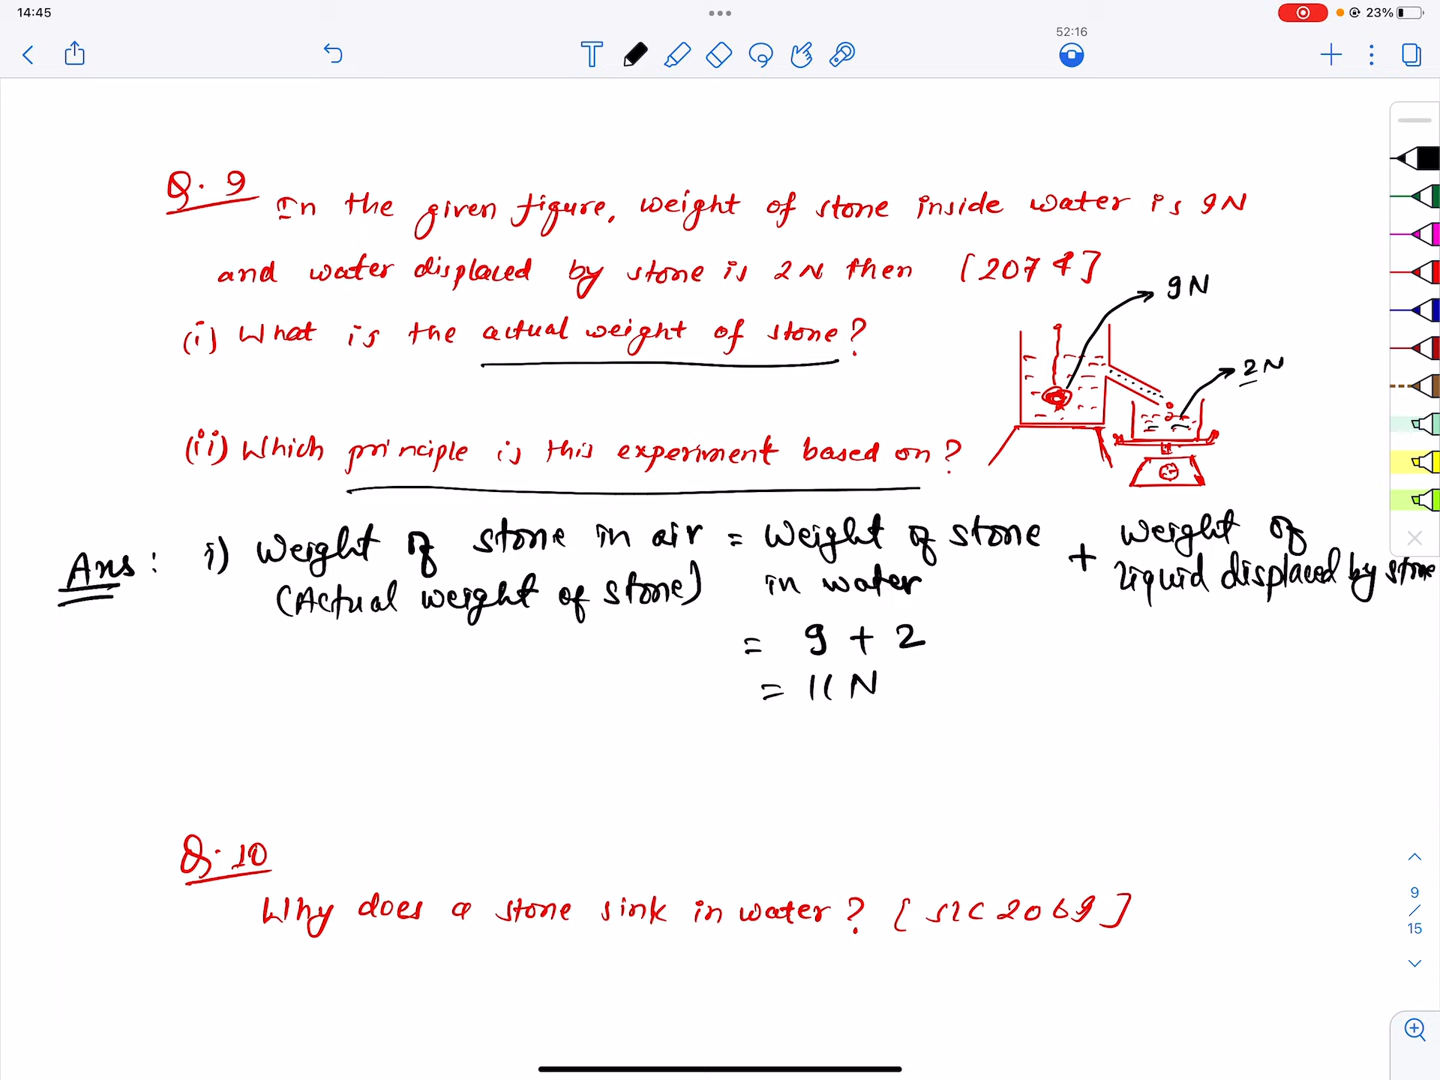 14:45
23%
52:16
Q. 9
In the given figure, weight of stone inside water is 9N
and water displaced by stone is 2N then [2074]
9N
(i) What is the actual weight of stone?
2N
(ii) Which principle is this experiment based on?
Ans: i) Weight of stone in air = Weight of stone + Weight of
(Actual weight of stone) in water liquid displaced by stone
= 9 + 2
= 11 N
Q. 10
Why does a stone sink in water? [SLC 2069]
9
/
15